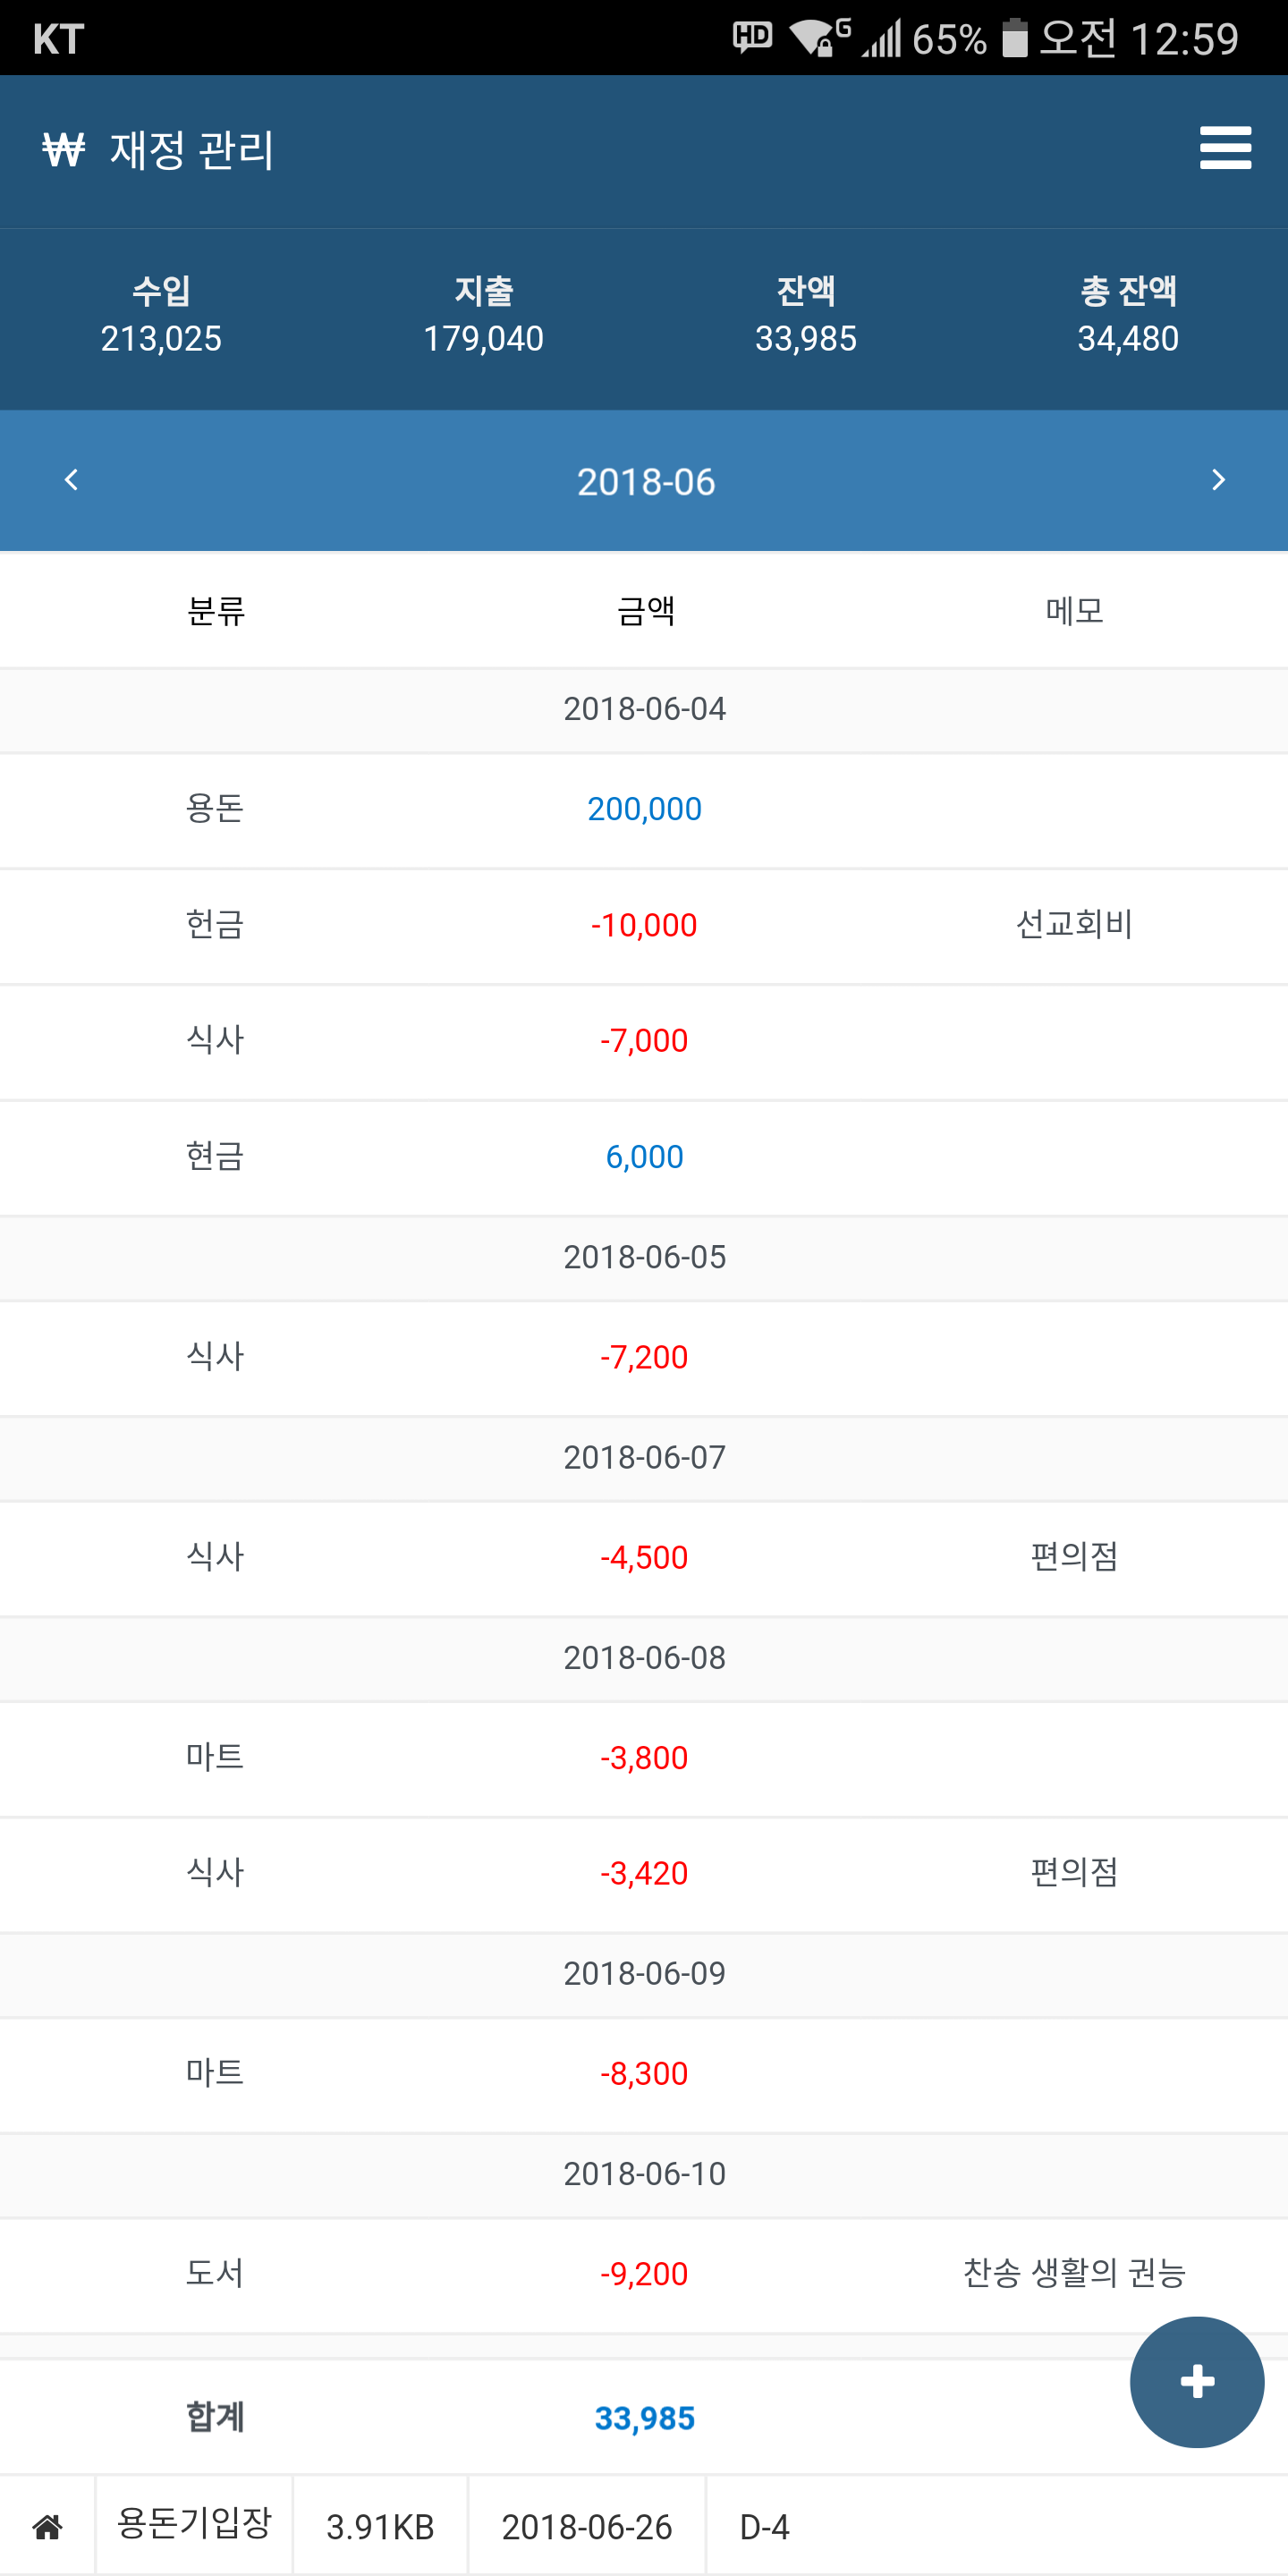 KT HD G 65% 오전 12:59
₩ 재정 관리
수입 지출 잔액 총 잔액
213,025 179,040 33,985 34,480
2018-06
분류 금액 메모
2018-06-04
용돈 200,000
헌금 -10,000 선교회비
식사 -7,000
현금 6,000
2018-06-05
식사 -7,200
2018-06-07
식사 -4,500 편의점
2018-06-08
마트 -3,800
식사 -3,420 편의점
2018-06-09
마트 -8,300
2018-06-10
도서 -9,200 찬송 생활의 권능
합계 33,985
용돈기입장 3.91KB 2018-06-26 D-4